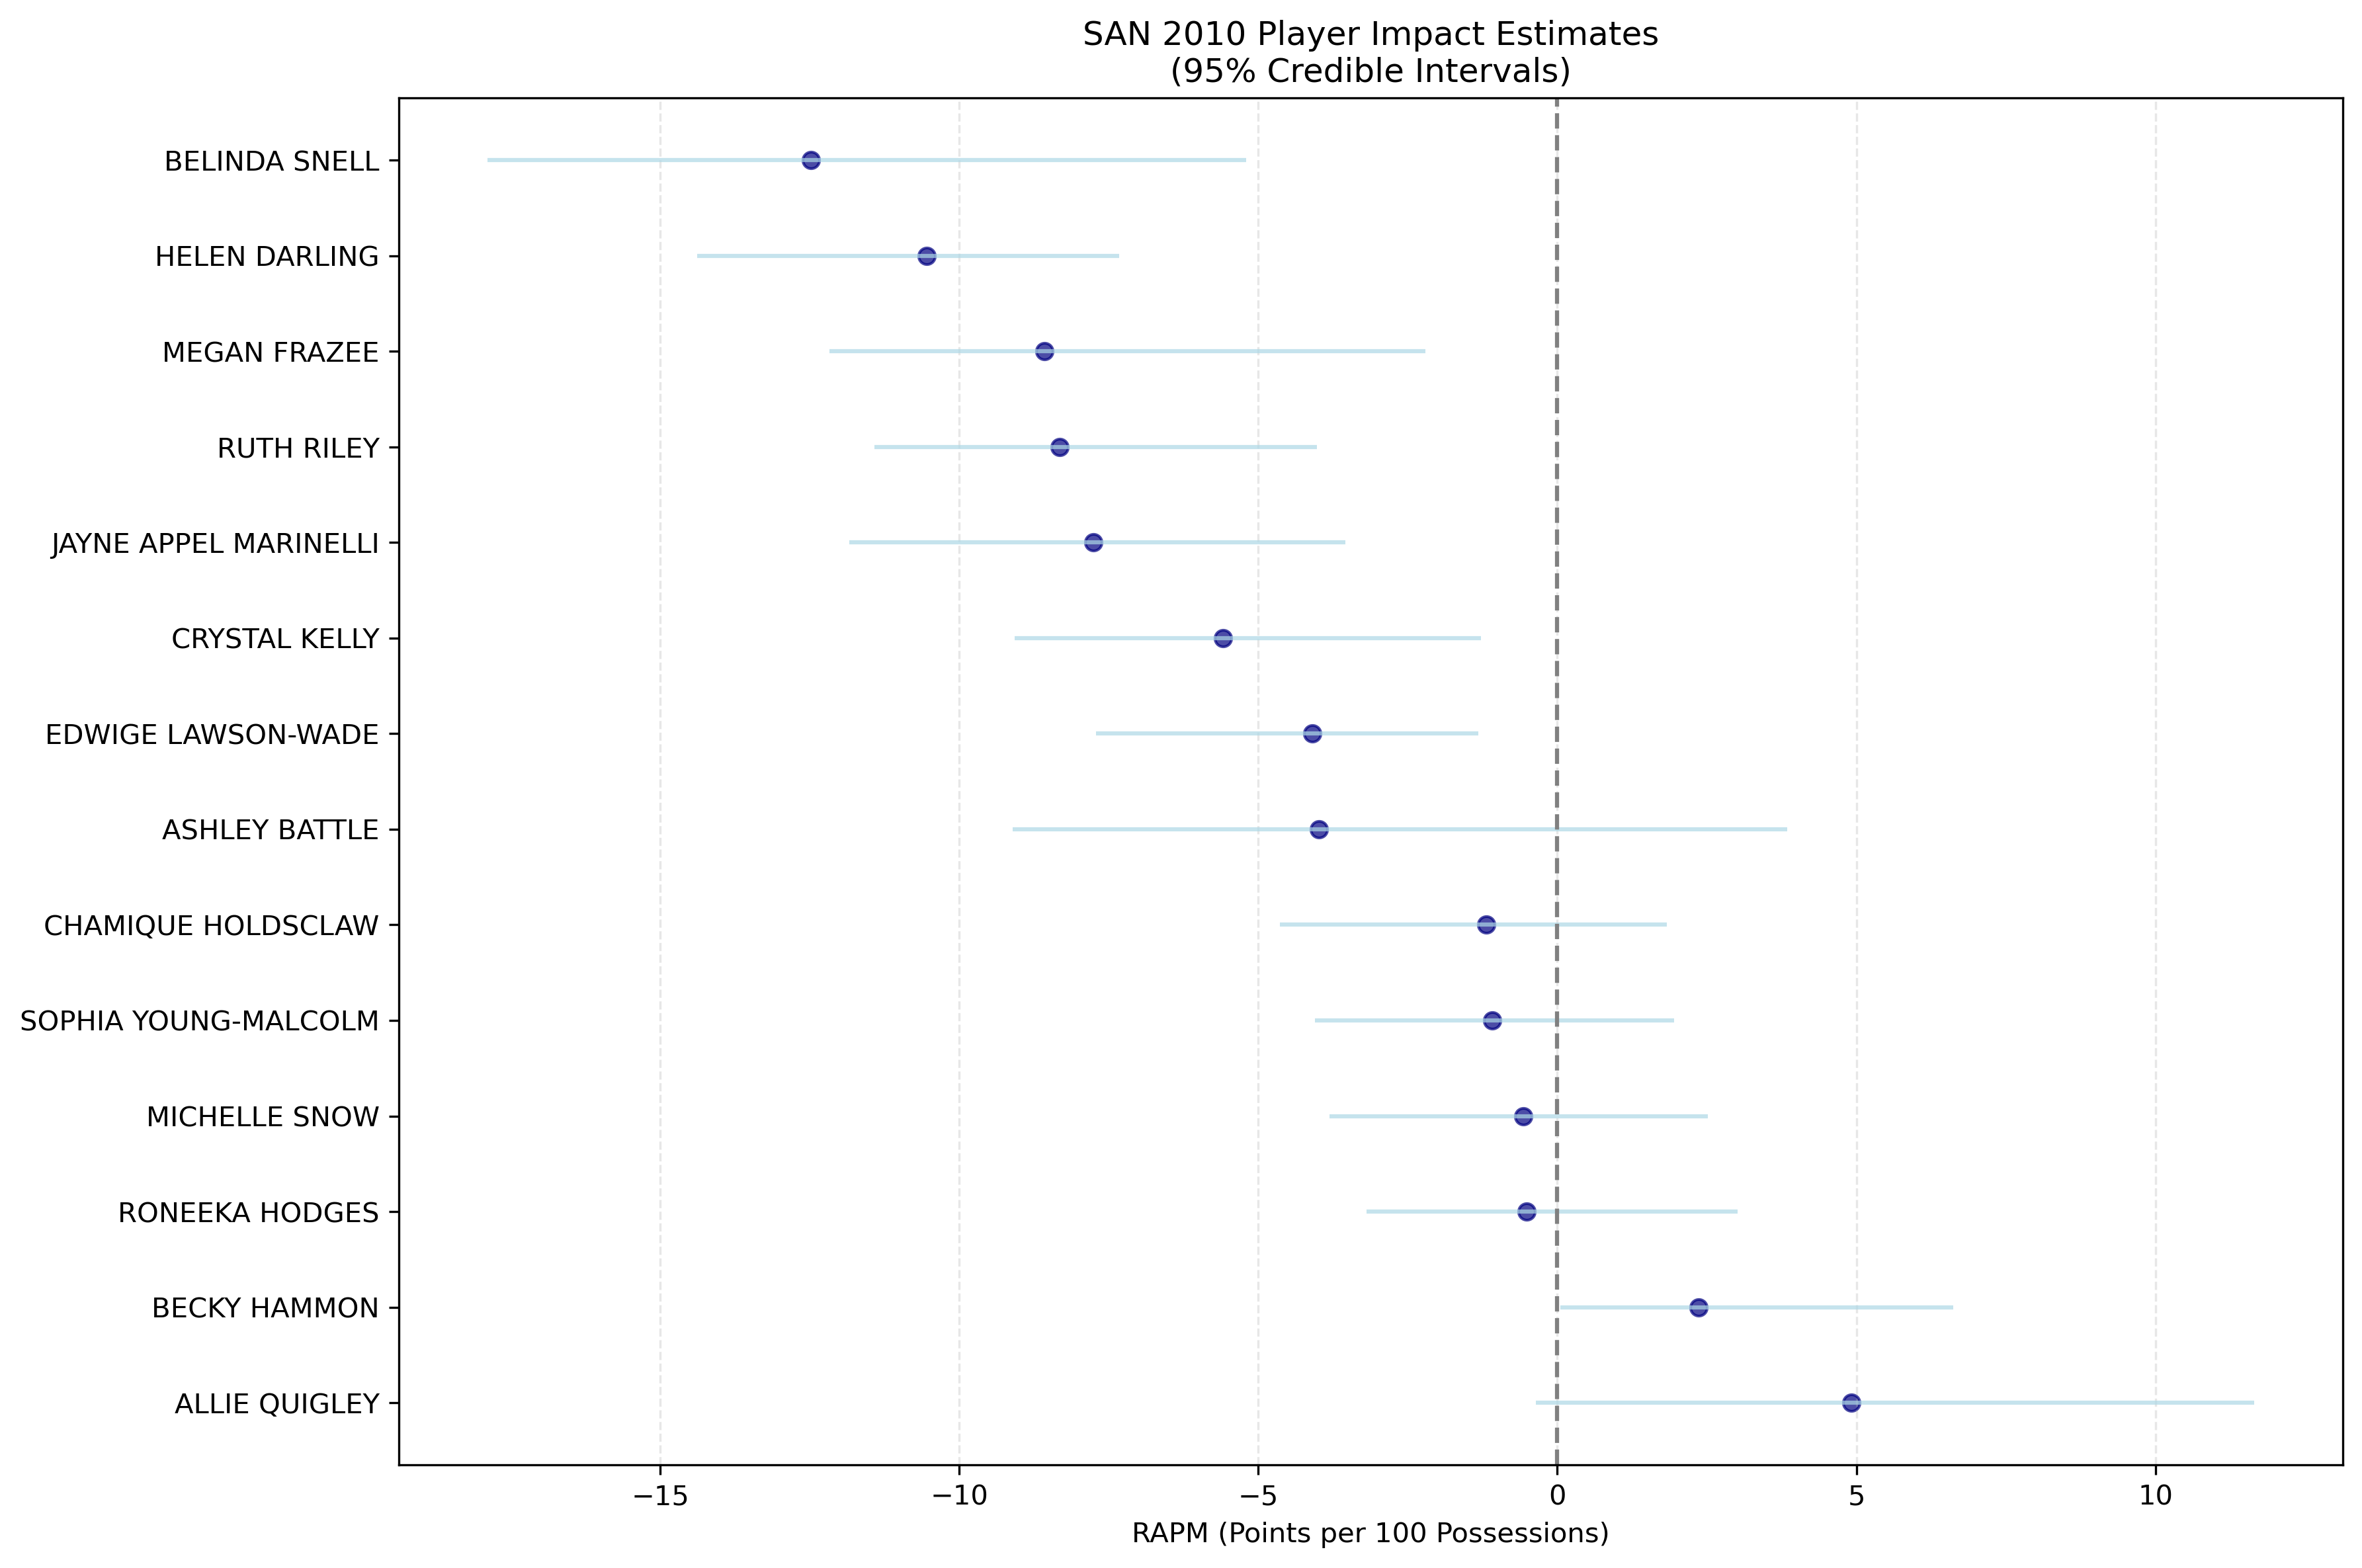 SAN 2010 Player Impact Estimates
(95% Credible Intervals)
BELINDA SNELL
HELEN DARLING
MEGAN FRAZEE
RUTH RILEY
JAYNE APPEL MARINELLI
CRYSTAL KELLY
EDWIGE LAWSON-WADE
ASHLEY BATTLE
CHAMIQUE HOLDSCLAW
SOPHIA YOUNG-MALCOLM
MICHELLE SNOW
RONEEKA HODGES
BECKY HAMMON
ALLIE QUIGLEY
−15 −10 −5 0 5 10
RAPM (Points per 100 Possessions)